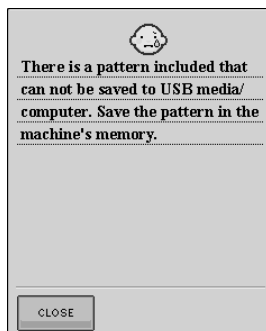 There is a pattern included that
can not be saved to USB media/
computer. Save the pattern in the
machine's memory.
CLOSE